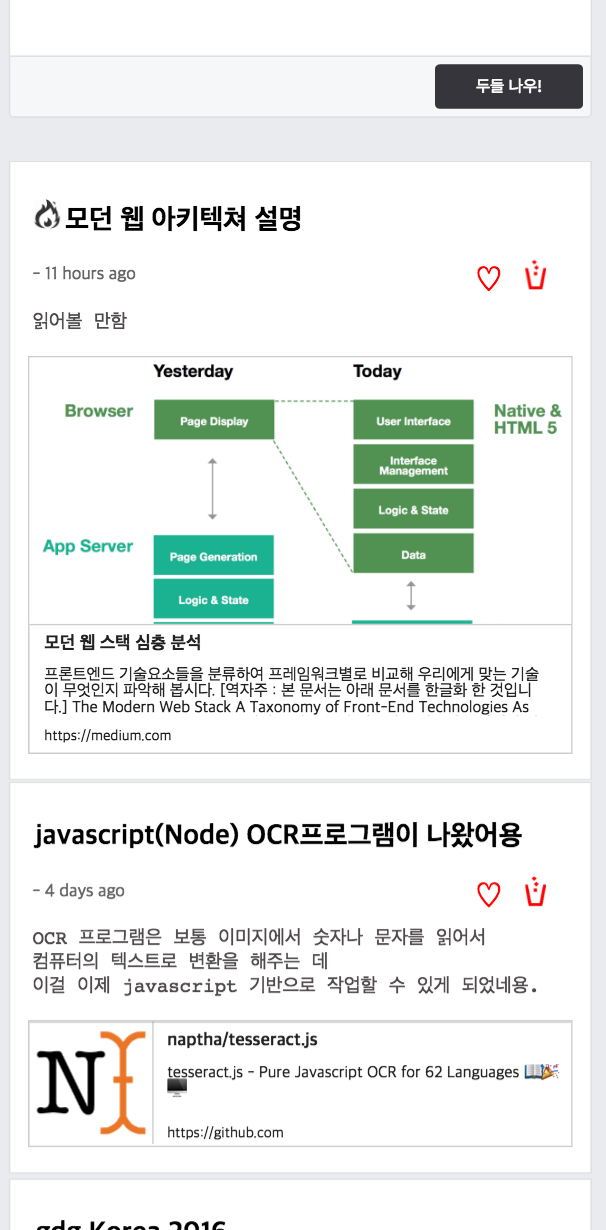 두들 나우!
모던 웹 아키텍쳐 설명
- 11 hours ago
읽어볼 만함
Yesterday
Today
Browser
Page Display
User Interface
Native &
HTML 5
Interface
Management
Logic & State
App Server
Page Generation
Data
Logic & State
모던 웹 스택 심층 분석
프론트엔드 기술요소들을 분류하여 프레임워크별로 비교해 우리에게 맞는 기술
이 무엇인지 파악해 봅시다. [역자주 : 본 문서는 아래 문서를 한글화 한 것입니
다.] The Modern Web Stack A Taxonomy of Front-End Technologies As
https://medium.com
javascript(Node) OCR프로그램이 나왔어용
- 4 days ago
OCR 프로그램은 보통 이미지에서 숫자나 문자를 읽어서
컴퓨터의 텍스트로 변환을 해주는 데
이걸 이제 javascript 기반으로 작업할 수 있게 되었네용.
naptha/tesseract.js
tesseract.js - Pure Javascript OCR for 62 Languages 📖🎉
🖥
https://github.com
gdg Korea 2016